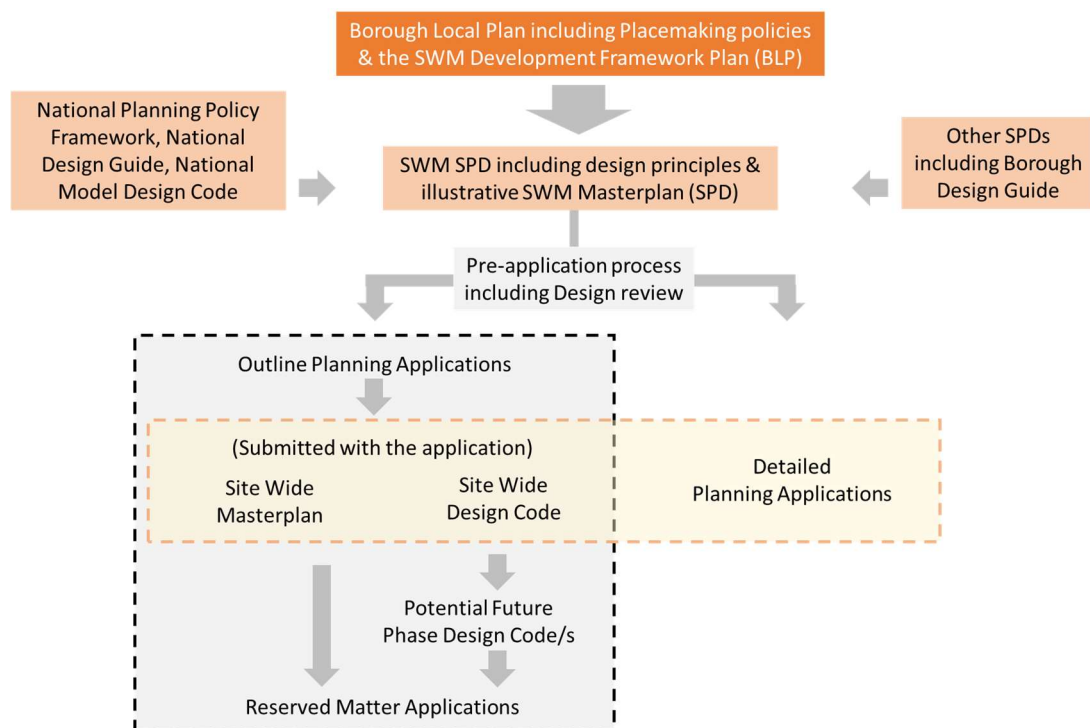 Borough Local Plan including Placemaking policies
& the SWM Development Framework Plan (BLP)
National Planning Policy
Framework, National
Design Guide, National
Model Design Code
SWM SPD including design principles &
illustrative SWM Masterplan (SPD)
Other SPDs
including Borough
Design Guide
Pre-application process
including Design review
Outline Planning Applications
(Submitted with the application)
Site Wide
Masterplan
Site Wide
Design Code
Detailed
Planning Applications
Potential Future
Phase Design Code/s
Reserved Matter Applications